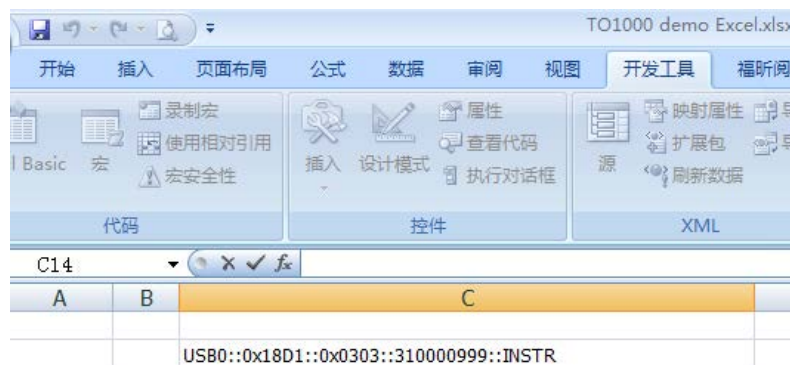 TO1000 demo Excel.xlsx
开始 插入 页面布局 公式 数据 审阅 视图 开发工具 福昕阅
l Basic 宏 录制宏 使用相对引用 宏安全性 插入 设计模式 属性 查看代码 执行对话框 源 映射属性 扩展包 刷新数据
代码 控件 XML
C14 fx
A B C
USB0::0x18D1::0x0303::310000999::INSTR